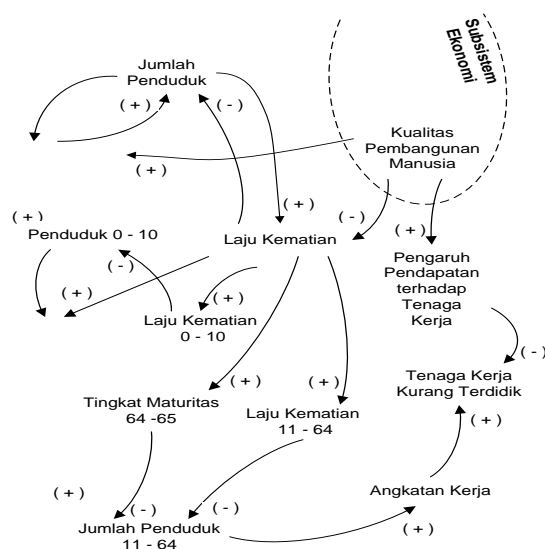 Subsistem
Ekonomi
Jumlah
Penduduk
( + )
( - )
Kualitas
Pembangunan
Manusia
( + )
( + )
( - )
( + )
( + )
Penduduk 0 - 10
Laju Kematian
( - )
Pengaruh
Pendapatan
terhadap
Tenaga
Kerja
( + )
( + )
Laju Kematian
0 - 10
( - )
( + )
( + )
Tenaga Kerja
Kurang Terdidik
Tingkat Maturitas
64 -65
Laju Kematian
11 - 64
( + )
( + )
( - )
( - )
Angkatan Kerja
Jumlah Penduduk
11 - 64
( + )